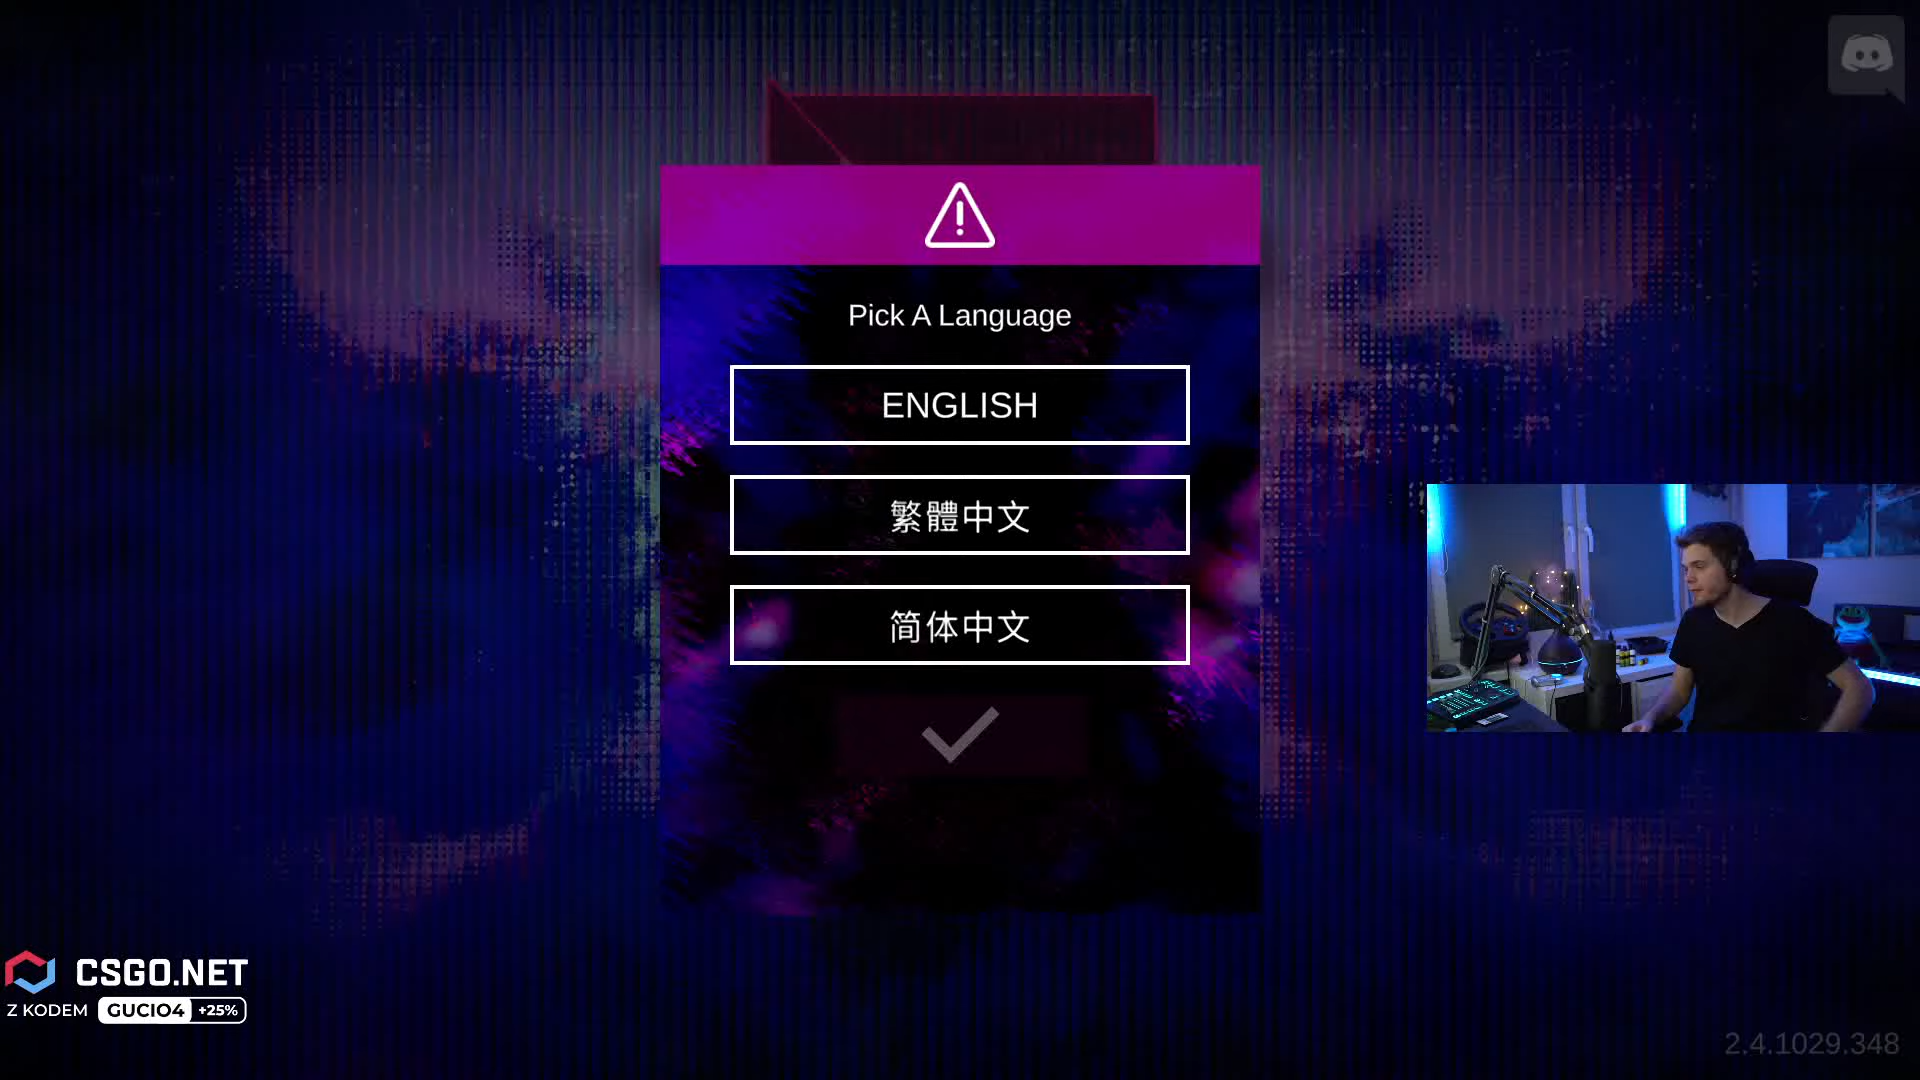 Pick A Language
ENGLISH
繁體中文
简体中文
CSGO.NET
Z KODEM GUCIO4 +25%
2.4.1029.348